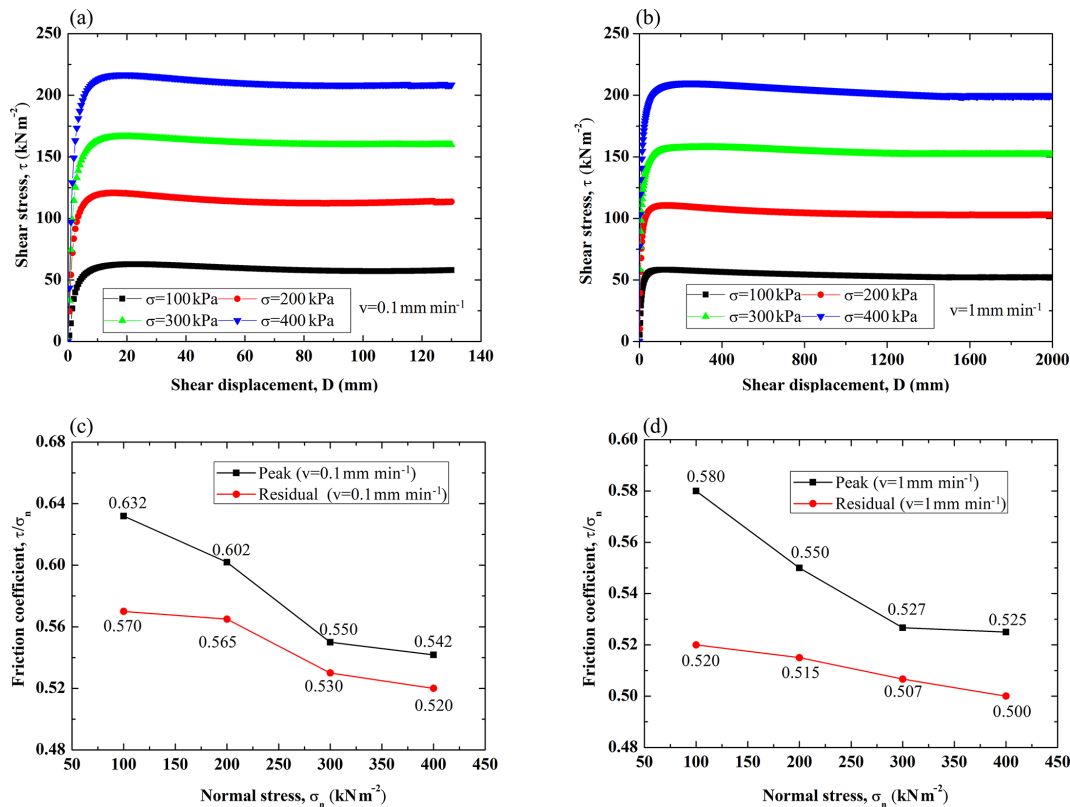 (a)
250
200
150
100
50
0
0 20 40 60 80 100 120 140
Shear stress, τ (kN m⁻²)
Shear displacement, D (mm)
σ=100 kPa σ=200 kPa
σ=300 kPa σ=400 kPa
v=0.1 mm min⁻¹
(b)
250
200
150
100
50
0
0 400 800 1200 1600 2000
Shear stress, τ (kN m⁻²)
Shear displacement, D (mm)
σ=100 kPa σ=200 kPa
σ=300 kPa σ=400 kPa
v=1 mm min⁻¹
(c)
0.68
0.64
0.60
0.56
0.52
0.48
50 100 150 200 250 300 350 400 450
Friction coefficient, τ/σn
Normal stress, σn (kN m⁻²)
Peak (v=0.1 mm min⁻¹)
Residual (v=0.1 mm min⁻¹)
0.632
0.602
0.550
0.542
0.570
0.565
0.530
0.520
(d)
0.60
0.58
0.56
0.54
0.52
0.50
0.48
50 100 150 200 250 300 350 400 450
Friction coefficient, τ/σn
Normal stress, σn (kN m⁻²)
Peak (v=1 mm min⁻¹)
Residual (v=1 mm min⁻¹)
0.580
0.550
0.527
0.525
0.520
0.515
0.507
0.500